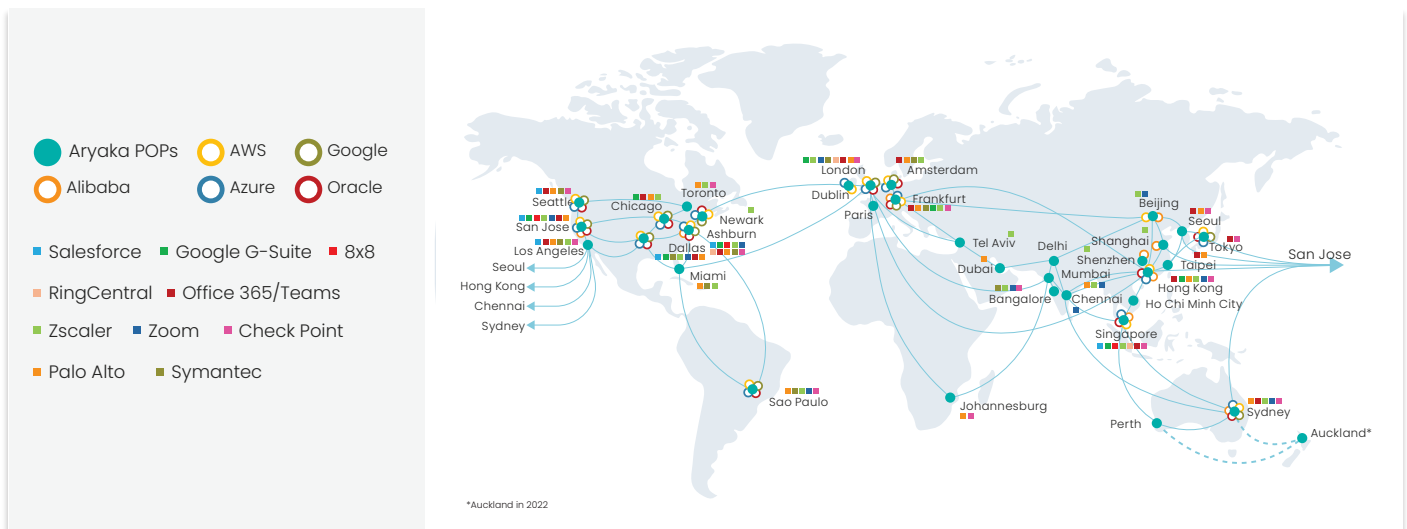 Aryaka POPs
AWS
Google
Alibaba
Azure
Oracle
Salesforce
Google G-Suite
8x8
RingCentral
Office 365/Teams
Zscaler
Zoom
Check Point
Palo Alto
Symantec
Seattle
San Jose
Los Angeles
Seoul
Hong Kong
Chennai
Sydney
Chicago
Toronto
Newark
Ashburn
Dallas
Miami
Sao Paulo
London
Dublin
Amsterdam
Frankfurt
Paris
Tel Aviv
Dubai
Johannesburg
Delhi
Mumbai
Bangalore
Chennai
Beijing
Seoul
Shanghai
Tokyo
Shenzhen
Taipei
Hong Kong
Ho Chi Minh City
Singapore
San Jose
Perth
Sydney
Auckland*
*Auckland in 2022